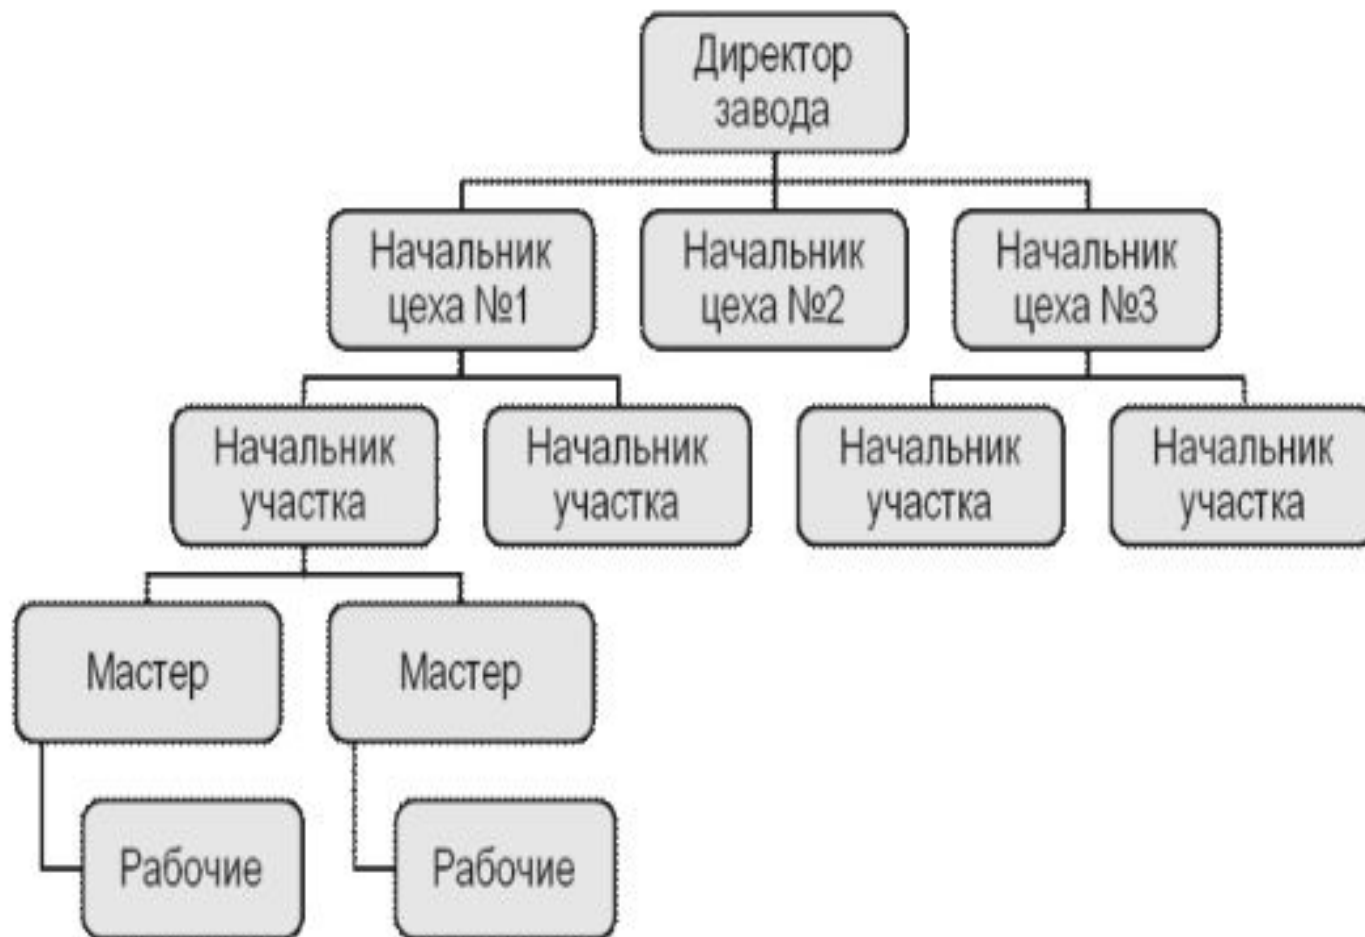 Директор
завода
Начальник
цеха №1
Начальник
цеха №2
Начальник
цеха №3
Начальник
участка
Начальник
участка
Начальник
участка
Начальник
участка
Мастер
Мастер
Рабочие
Рабочие